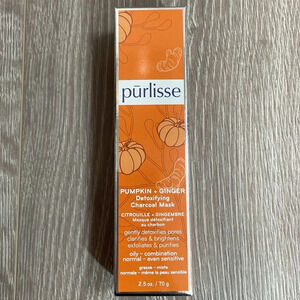 pūrlisse
PUMPKIN + GINGER
Detoxifying
Charcoal Mask
CITROUILLE + GINGEMBRE
Masque détoxifiant
au charbon
gently detoxifies pores
clarifies & brightens
exfoliates & purifies
oily – combination
normal – even sensitive
grasse – mixte
normale – même la peau sensible
2.5 oz. / 70 g